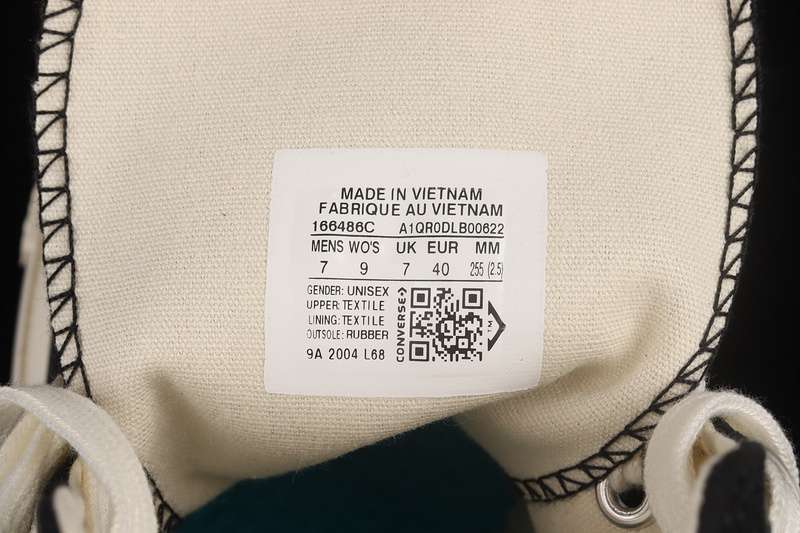 MADE IN VIETNAM
FABRIQUE AU VIETNAM
166486C A1QR0DLB00622
MENS WO'S UK EUR MM
7 9 7 40 255 (2.5)
GENDER: UNISEX
UPPER: TEXTILE
LINING: TEXTILE
OUTSOLE: RUBBER
9A 2004 L68
CONVERSE
TM